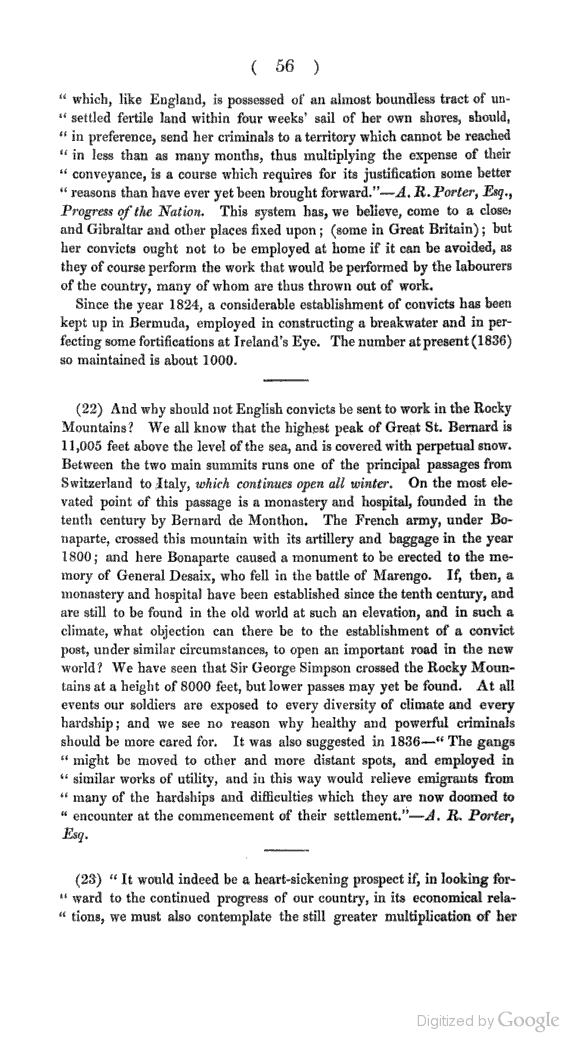 ( 56 )
“ which, like England, is possessed of an almost boundless tract of un-
“ settled fertile land within four weeks’ sail of her own shores, should,
“ in preference, send her criminals to a territory which cannot be reached
“ in less than as many months, thus multiplying the expense of their
“ conveyance, is a course which requires for its justification some better
“ reasons than have ever yet been brought forward.”—A. R. Porter, Esq.,
Progress of the Nation. This system has, we believe, come to a close,
and Gibraltar and other places fixed upon; (some in Great Britain); but
her convicts ought not to be employed at home if it can be avoided, as
they of course perform the work that would be performed by the labourers
of the country, many of whom are thus thrown out of work.
Since the year 1824, a considerable establishment of convicts has been
kept up in Bermuda, employed in constructing a breakwater and in per-
fecting some fortifications at Ireland’s Eye. The number at present (1836)
so maintained is about 1000.
(22) And why should not English convicts be sent to work in the Rocky
Mountains? We all know that the highest peak of Great St. Bernard is
11,005 feet above the level of the sea, and is covered with perpetual snow.
Between the two main summits runs one of the principal passages from
Switzerland to Italy, which continues open all winter. On the most ele-
vated point of this passage is a monastery and hospital, founded in the
tenth century by Bernard de Monthon. The French army, under Bo-
naparte, crossed this mountain with its artillery and baggage in the year
1800; and here Bonaparte caused a monument to be erected to the me-
mory of General Desaix, who fell in the battle of Marengo. If, then, a
monastery and hospital have been established since the tenth century, and
are still to be found in the old world at such an elevation, and in such a
climate, what objection can there be to the establishment of a convict
post, under similar circumstances, to open an important road in the new
world? We have seen that Sir George Simpson crossed the Rocky Moun-
tains at a height of 8000 feet, but lower passes may yet be found. At all
events our soldiers are exposed to every diversity of climate and every
hardship; and we see no reason why healthy and powerful criminals
should be more cared for. It was also suggested in 1836—“ The gangs
“ might be moved to other and more distant spots, and employed in
“ similar works of utility, and in this way would relieve emigrants from
“ many of the hardships and difficulties which they are now doomed to
“ encounter at the commencement of their settlement.”—A. R. Porter,
Esq.
(23) “ It would indeed be a heart-sickening prospect if, in looking for-
“ ward to the continued progress of our country, in its economical rela-
“ tions, we must also contemplate the still greater multiplication of her
Digitized by Google